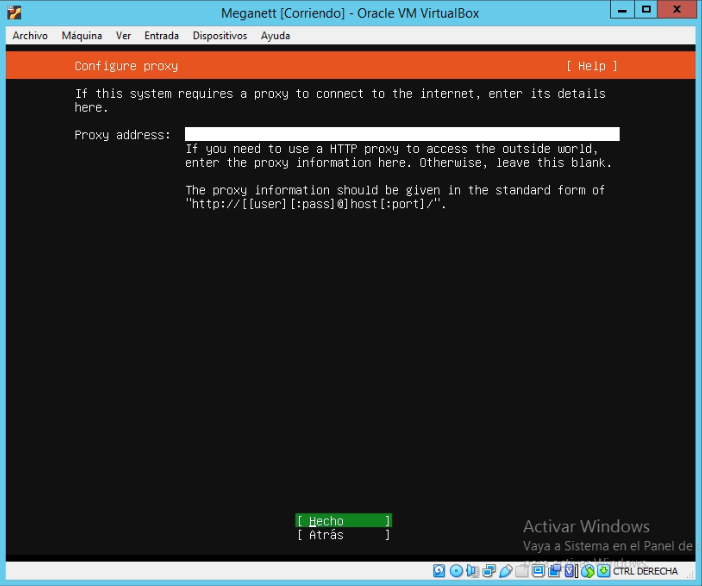 Meganett [Corriendo] - Oracle VM VirtualBox
Archivo Máquina Ver Entrada Dispositivos Ayuda
Configure proxy [ Help ]
If this system requires a proxy to connect to the internet, enter its details
here.
Proxy address:
If you need to use a HTTP proxy to access the outside world,
enter the proxy information here. Otherwise, leave this blank.
The proxy information should be given in the standard form of
"http://[[user][:pass]@]host[:port]/".
[ Hecho ]
[ Atrás ]
Activar Windows
Vaya a Sistema en el Panel de
CTRL DERECHA